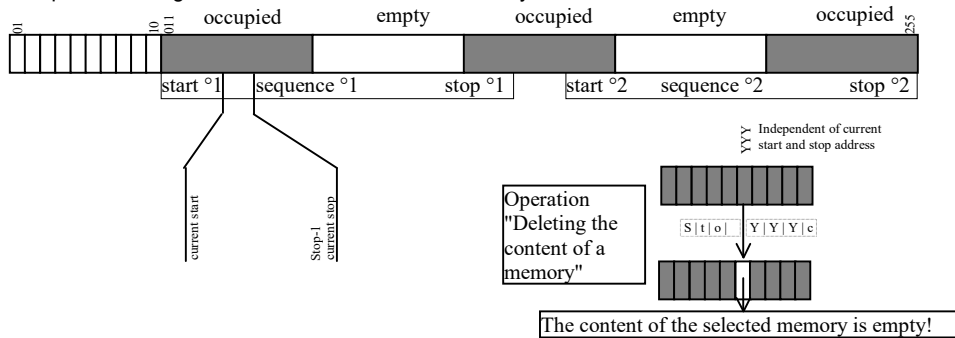 occupied empty occupied empty occupied
01 10 011 255
start °1 sequence °1 stop °1 start °2 sequence °2 stop °2
YYY Independent of current
start and stop address
current start
Stop-1
current stop
Operation
"Deleting the
content of a
memory"
S|t|o| Y|Y|Y|c
The content of the selected memory is empty!